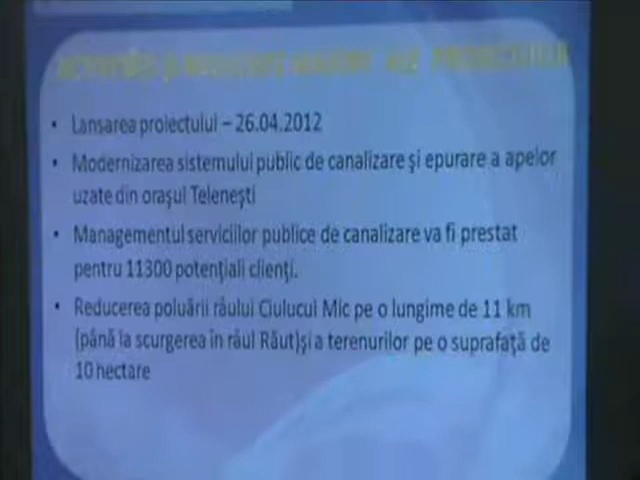 • Lansarea proiectului – 26.04.2012
• Modernizarea sistemului public de canalizare şi epurare a apelor
uzate din oraşul Teleneşti
• Managementul serviciilor publice de canalizare va fi prestat
pentru 11300 potenţiali clienţi.
• Reducerea poluării râului Ciulucul Mic pe o lungime de 11 km
(până la scurgerea în râul Răut)şi a terenurilor pe o suprafaţă de
10 hectare